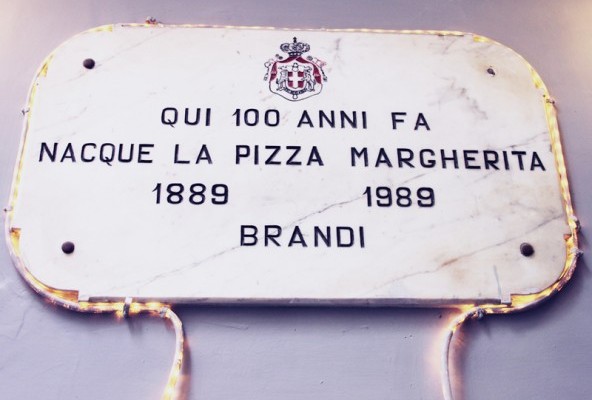 QUI 100 ANNI FA
NACQUE LA PIZZA MARGHERITA
1889 1989
BRANDI